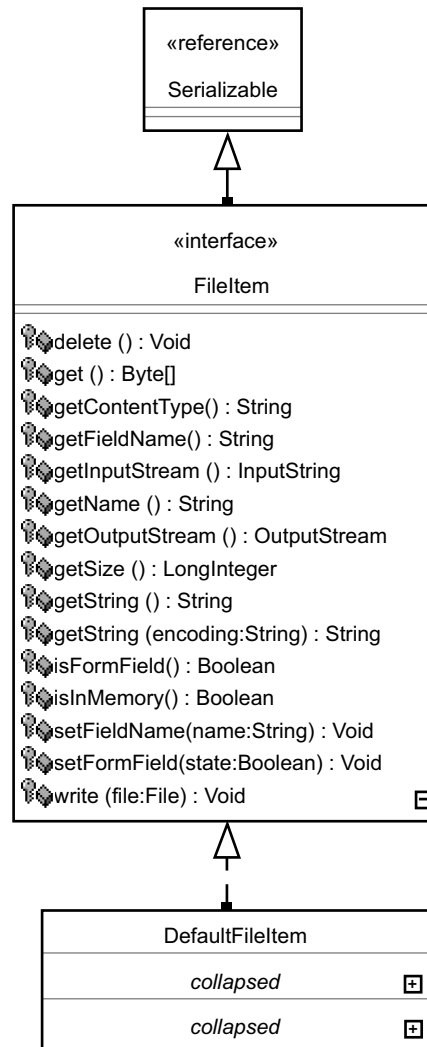 «reference»
Serializable
«interface»
FileItem
delete () : Void
get () : Byte[]
getContentType() : String
getFieldName() : String
getInputStream () : InputString
getName () : String
getOutputStream () : OutputStream
getSize () : LongInteger
getString () : String
getString (encoding:String) : String
isFormField() : Boolean
isInMemory() : Boolean
setFieldName(name:String) : Void
setFormField(state:Boolean) : Void
write (file:File) : Void
DefaultFileItem
collapsed
collapsed